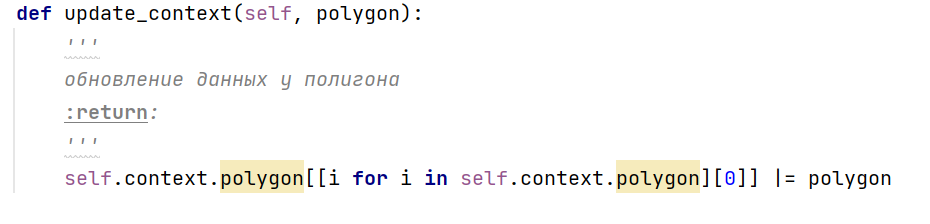 def update_context(self, polygon):
'''
обновление данных у полигона
:return:
'''
self.context.polygon[[i for i in self.context.polygon][0]] |= polygon